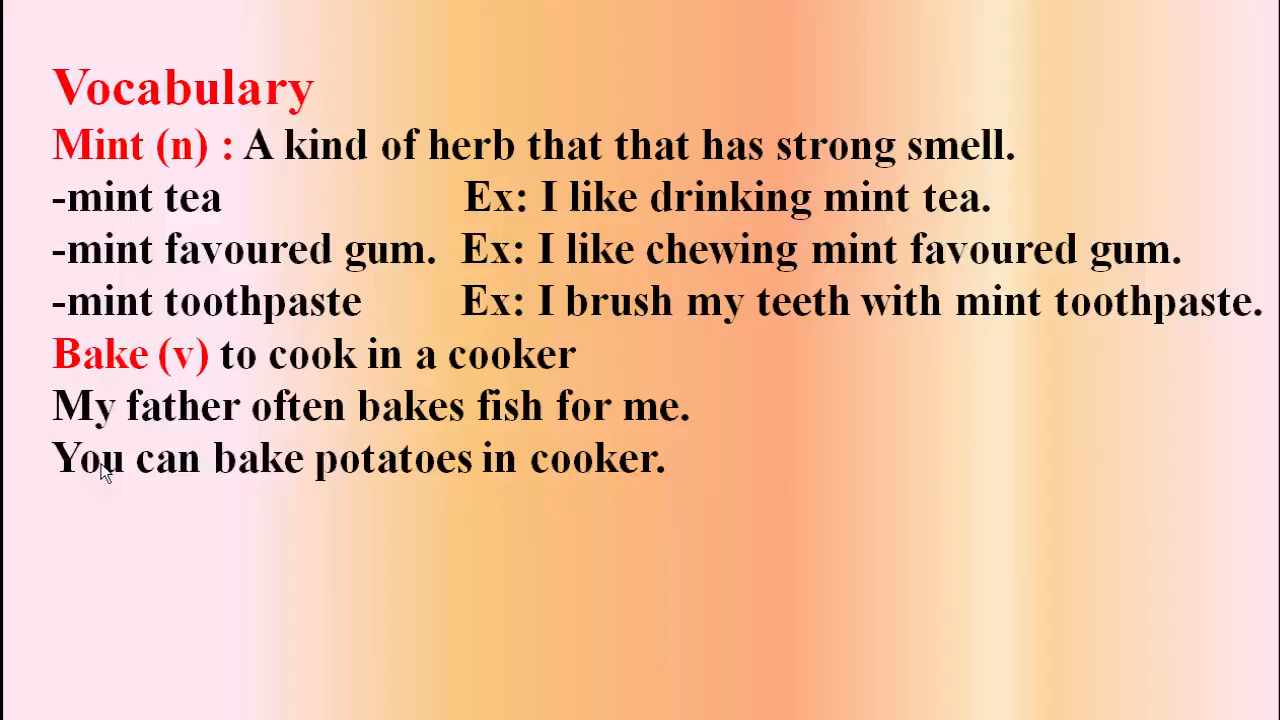 Vocabulary
Mint (n) : A kind of herb that that has strong smell.
-mint tea Ex: I like drinking mint tea.
-mint favoured gum. Ex: I like chewing mint favoured gum.
-mint toothpaste Ex: I brush my teeth with mint toothpaste.
Bake (v) to cook in a cooker
My father often bakes fish for me.
You can bake potatoes in cooker.